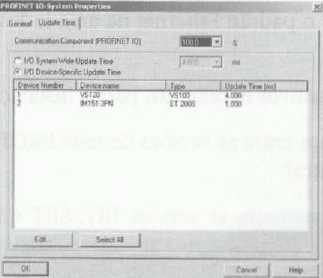 PROFINET IO-System Properties
General Update Time
Communication Component (PROFINET IO) 100.0 %
I/O System-Wide Update Time ms
I/O Device-Specific Update Time
Device Number Device name Type Update Time [ms]
1 VS120 VS100 4.000
2 IM151-3PN ET 200S 1.000
Edit... Select All
OK Cancel Help